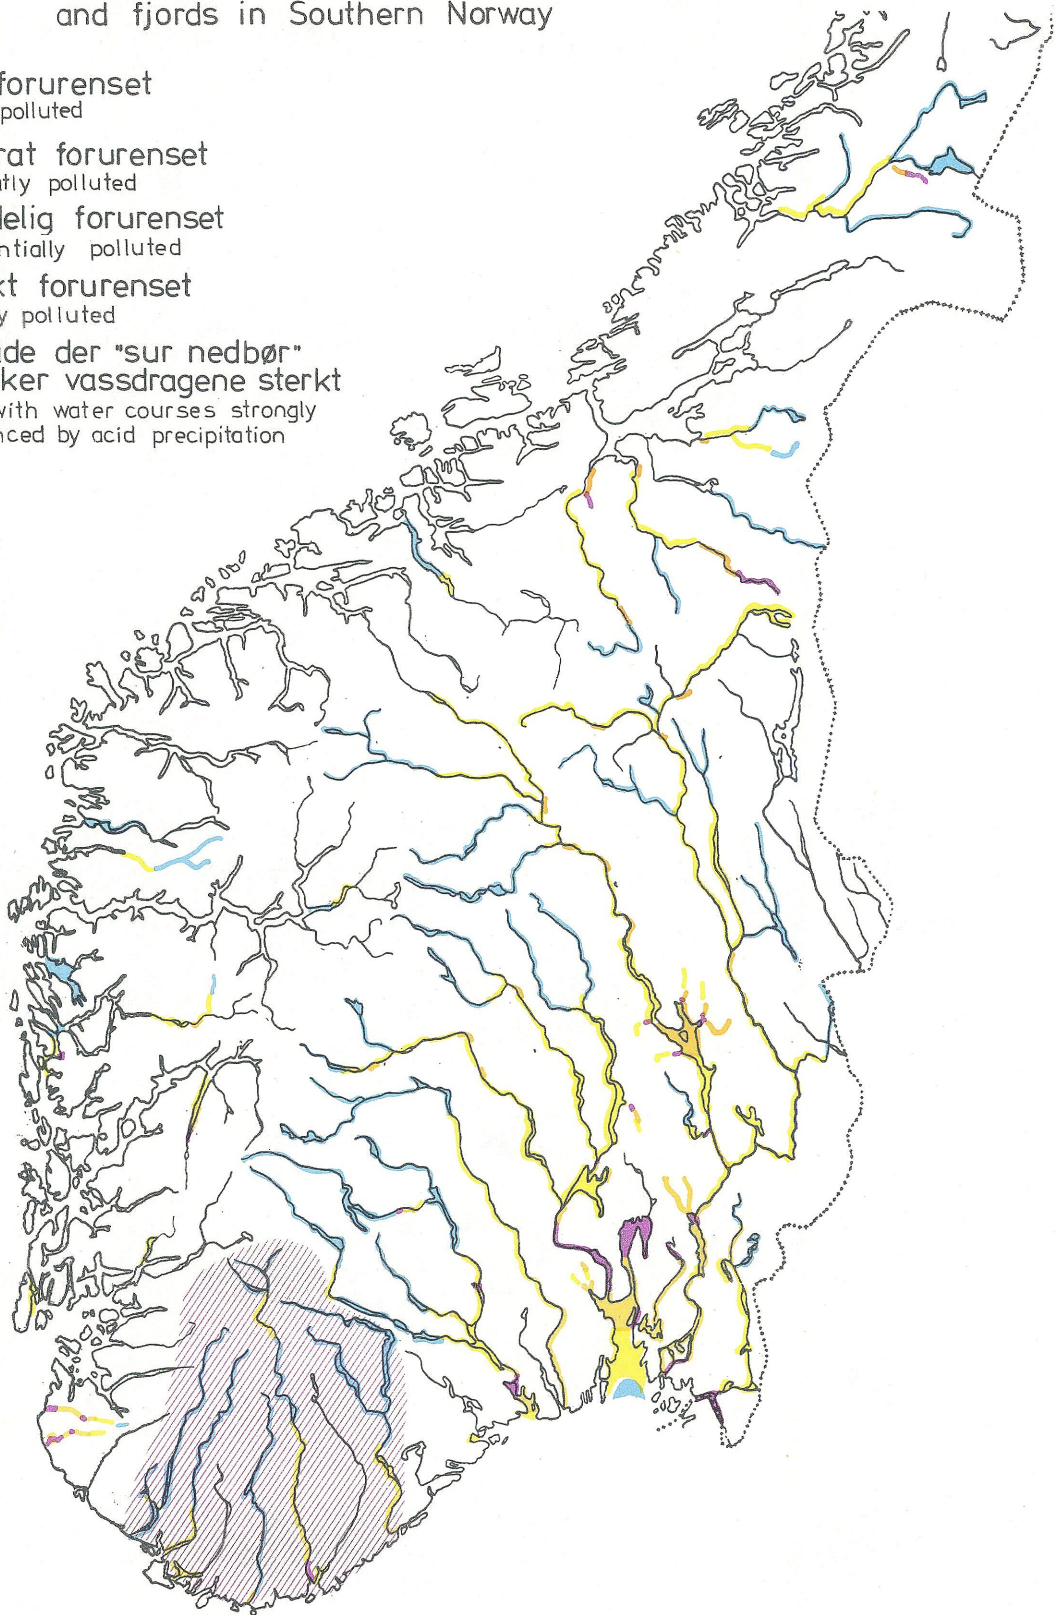 and fjords in Southern Norway
forurenset
polluted
rat forurenset
tly polluted
delig forurenset
ntially polluted
kt forurenset
y polluted
de der "sur nedbør"
ker vassdragene sterkt
with water courses strongly
nced by acid precipitation